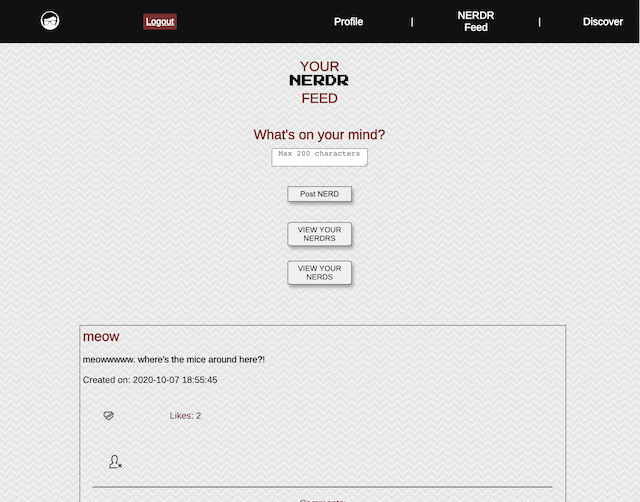 Logout
Profile
|
NERDR
Feed
|
Discover
YOUR
NERDR
FEED
What's on your mind?
Max 200 characters
Post NERD
VIEW YOUR
NERDRS
VIEW YOUR
NERDS
meow
meowwwww. where's the mice around here?!
Created on: 2020-10-07 18:55:45
Likes: 2